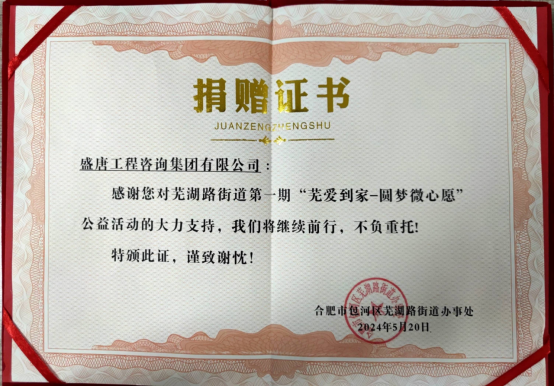 捐赠证书
JUANZENGZHENGSHU
盛唐工程咨询集团有限公司：
感谢您对芜湖路街道第一期“芜爱到家-圆梦微心愿”
公益活动的大力支持，我们将继续前行，不负重托!
特颁此证，谨致谢忱!
合肥市包河区芜湖路街道办事处
2024年5月20日